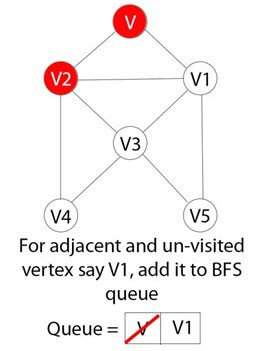 V
V2
V1
V3
V4
V5
For adjacent and un-visited
vertex say V1, add it to BFS
queue
Queue = V V1